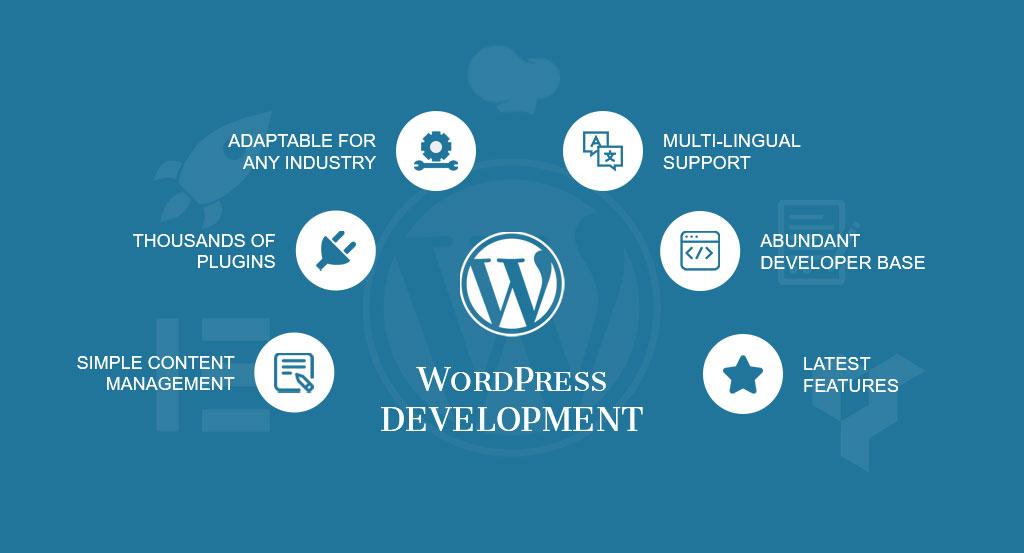 ADAPTABLE FOR
ANY INDUSTRY
THOUSANDS OF
PLUGINS
SIMPLE CONTENT
MANAGEMENT
MULTI-LINGUAL
SUPPORT
ABUNDANT
DEVELOPER BASE
LATEST
FEATURES
WORDPRESS
DEVELOPMENT